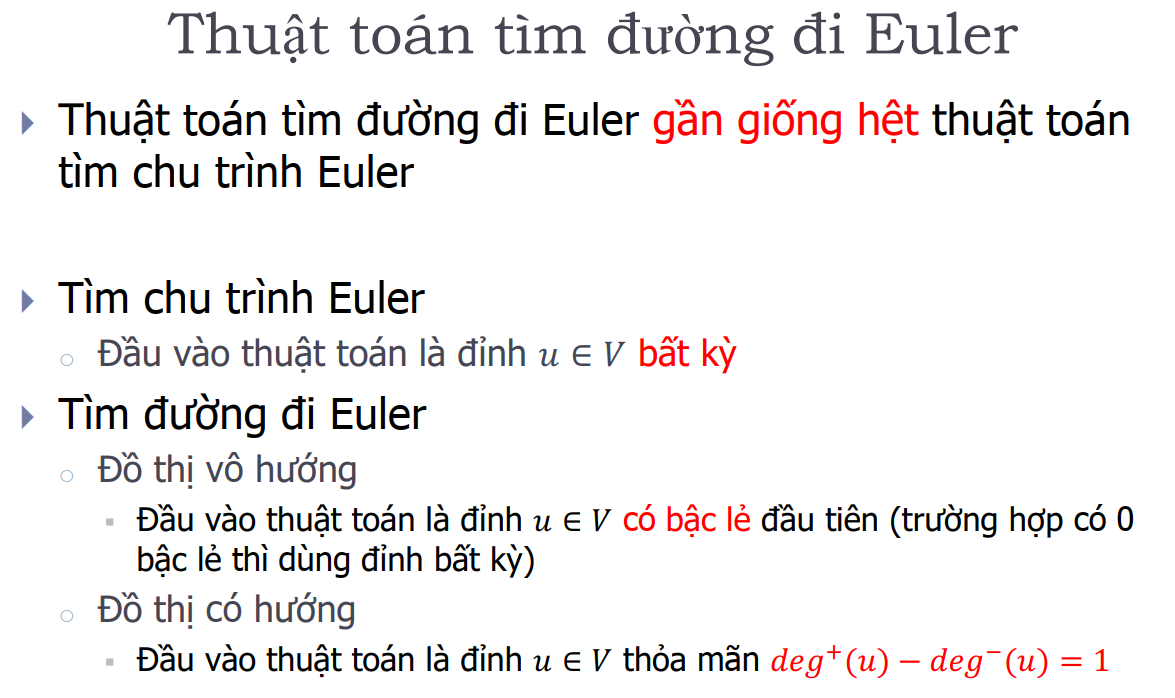 Thuật toán tìm đường đi Euler
Thuật toán tìm đường đi Euler gần giống hệt thuật toán
tìm chu trình Euler
Tìm chu trình Euler
Đầu vào thuật toán là đỉnh 𝑢 ∈ 𝑉 bất kỳ
Tìm đường đi Euler
Đồ thị vô hướng
Đầu vào thuật toán là đỉnh 𝑢 ∈ 𝑉 có bậc lẻ đầu tiên (trường hợp có 0
bậc lẻ thì dùng đỉnh bất kỳ)
Đồ thị có hướng
Đầu vào thuật toán là đỉnh 𝑢 ∈ 𝑉 thỏa mãn 𝑑𝑒𝑔⁺(𝑢) − 𝑑𝑒𝑔⁻(𝑢) = 1